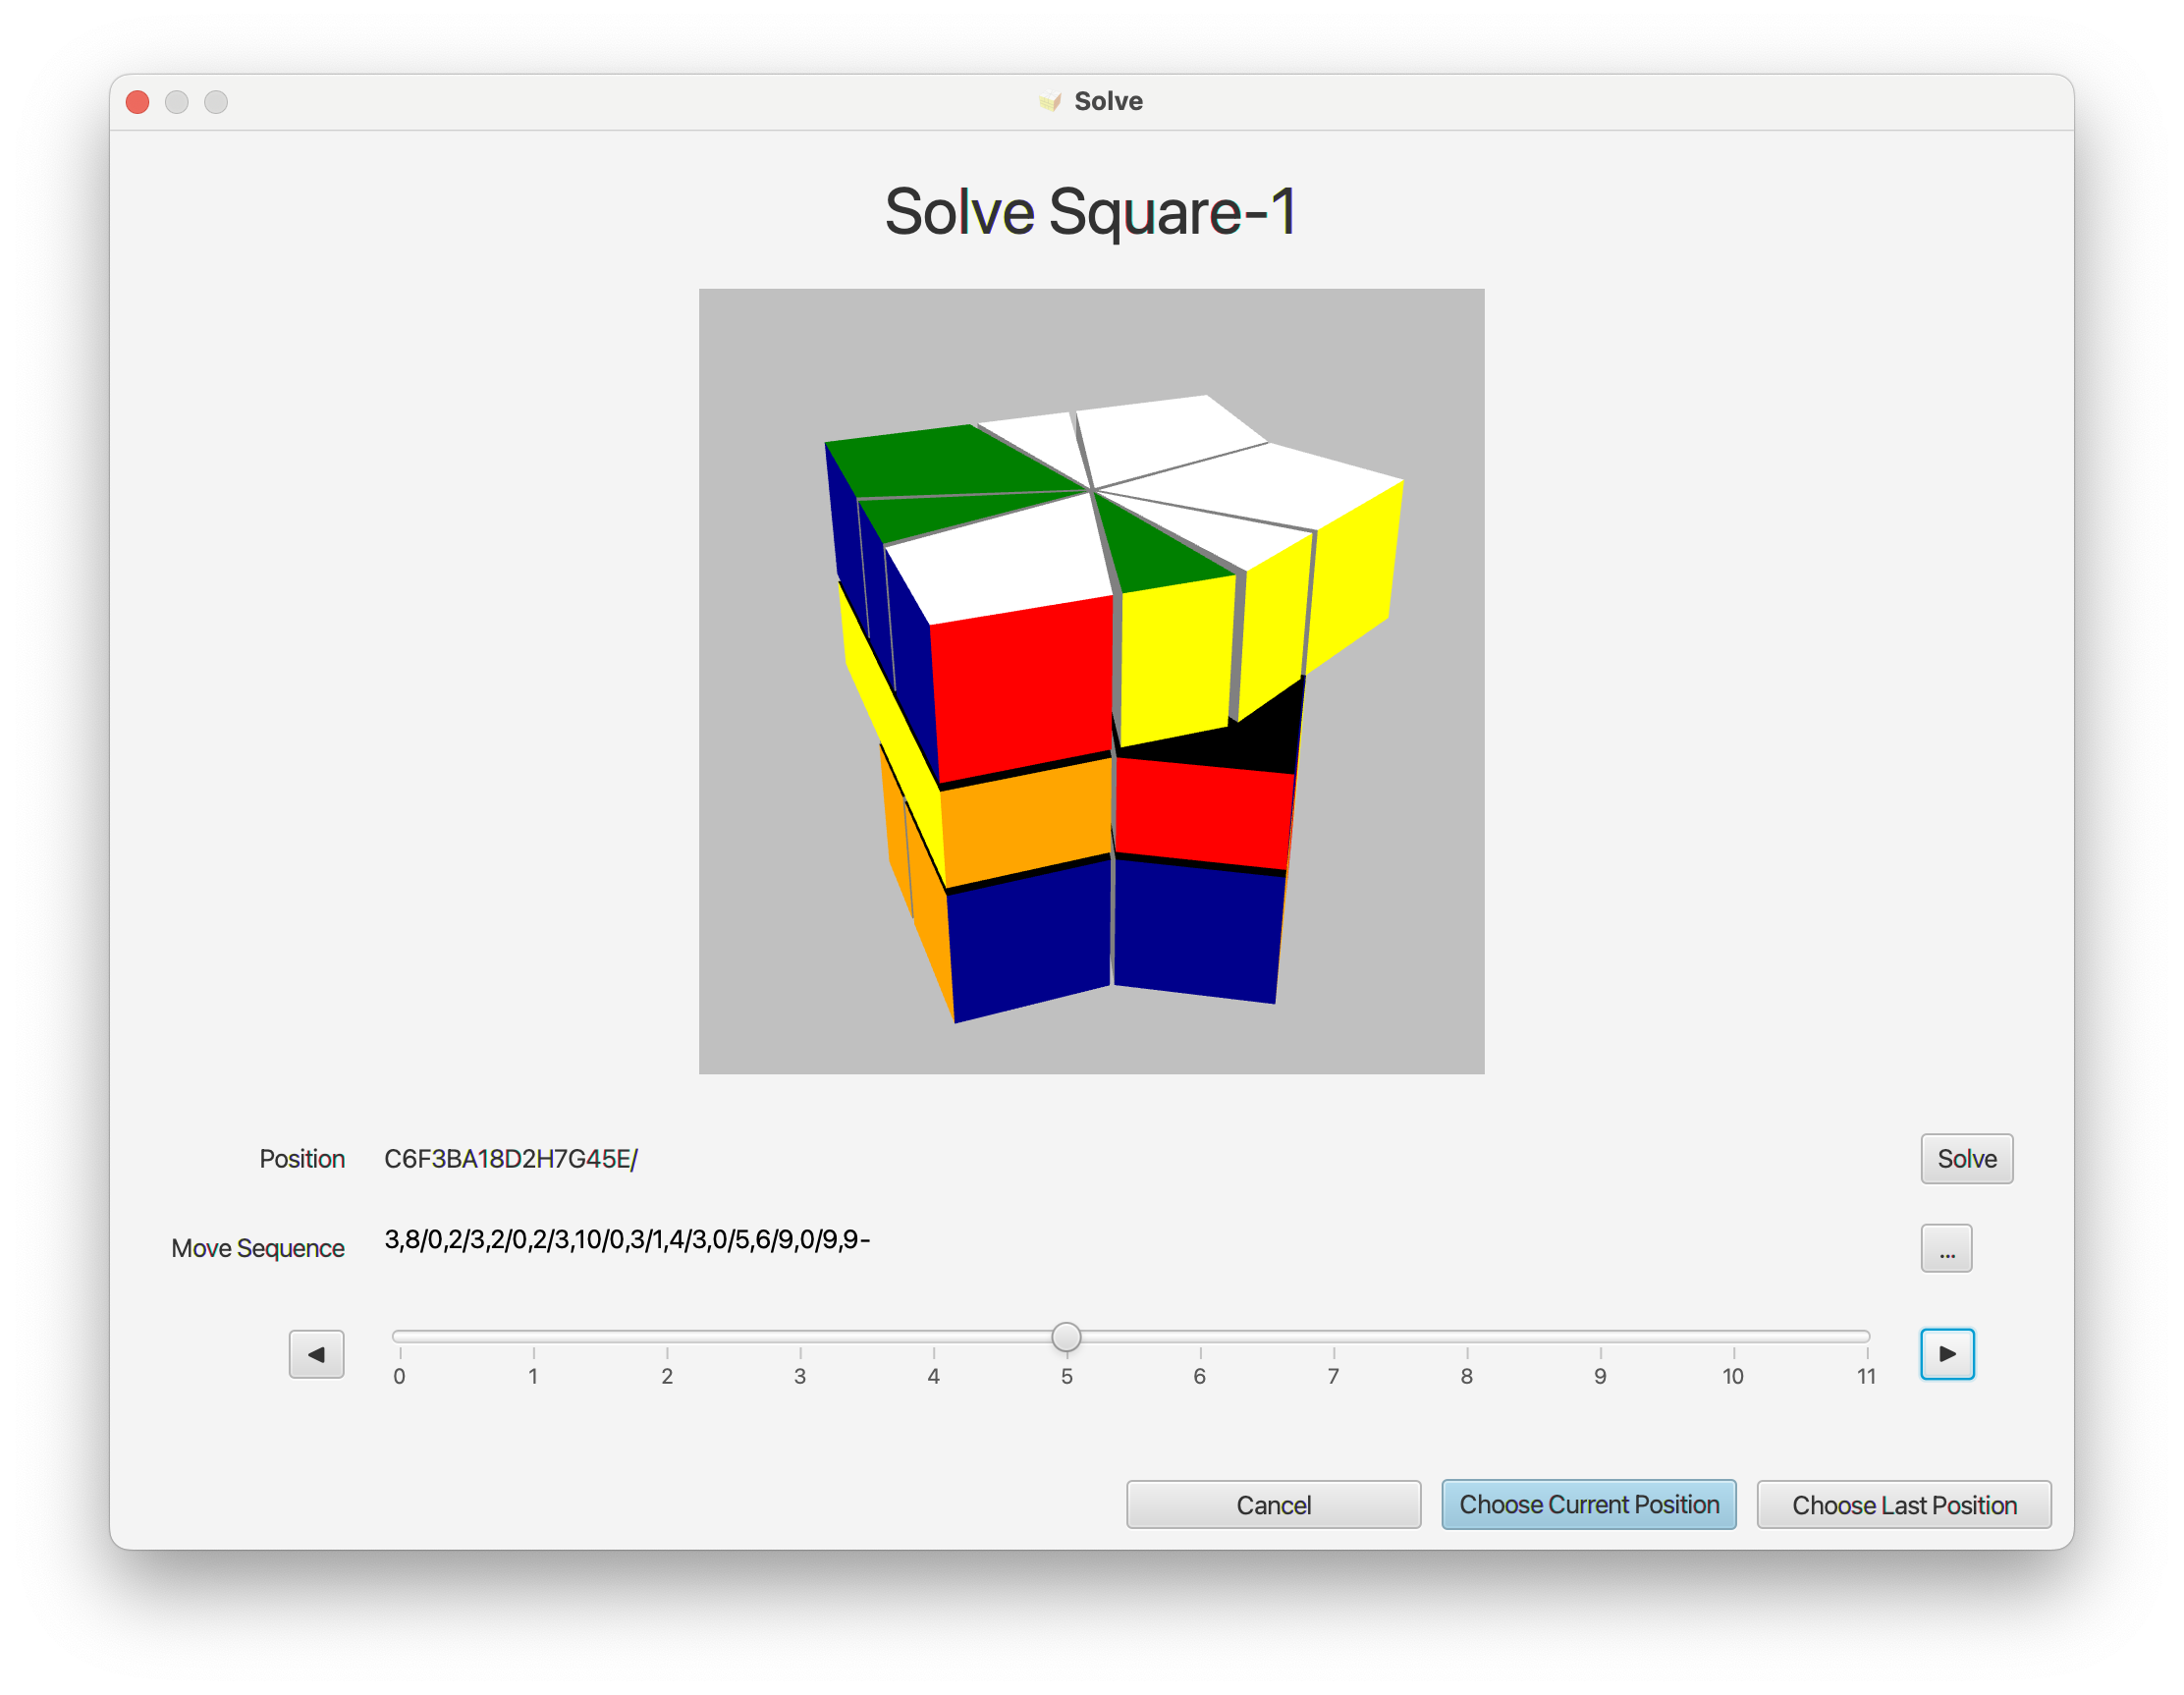 Solve
Solve Square-1
Position C6F3BA18D2H7G45E/ Solve
Move Sequence 3,8/0,2/3,2/0,2/3,10/0,3/1,4/3,0/5,6/9,0/9,9- ...
0 1 2 3 4 5 6 7 8 9 10 11
Cancel Choose Current Position Choose Last Position